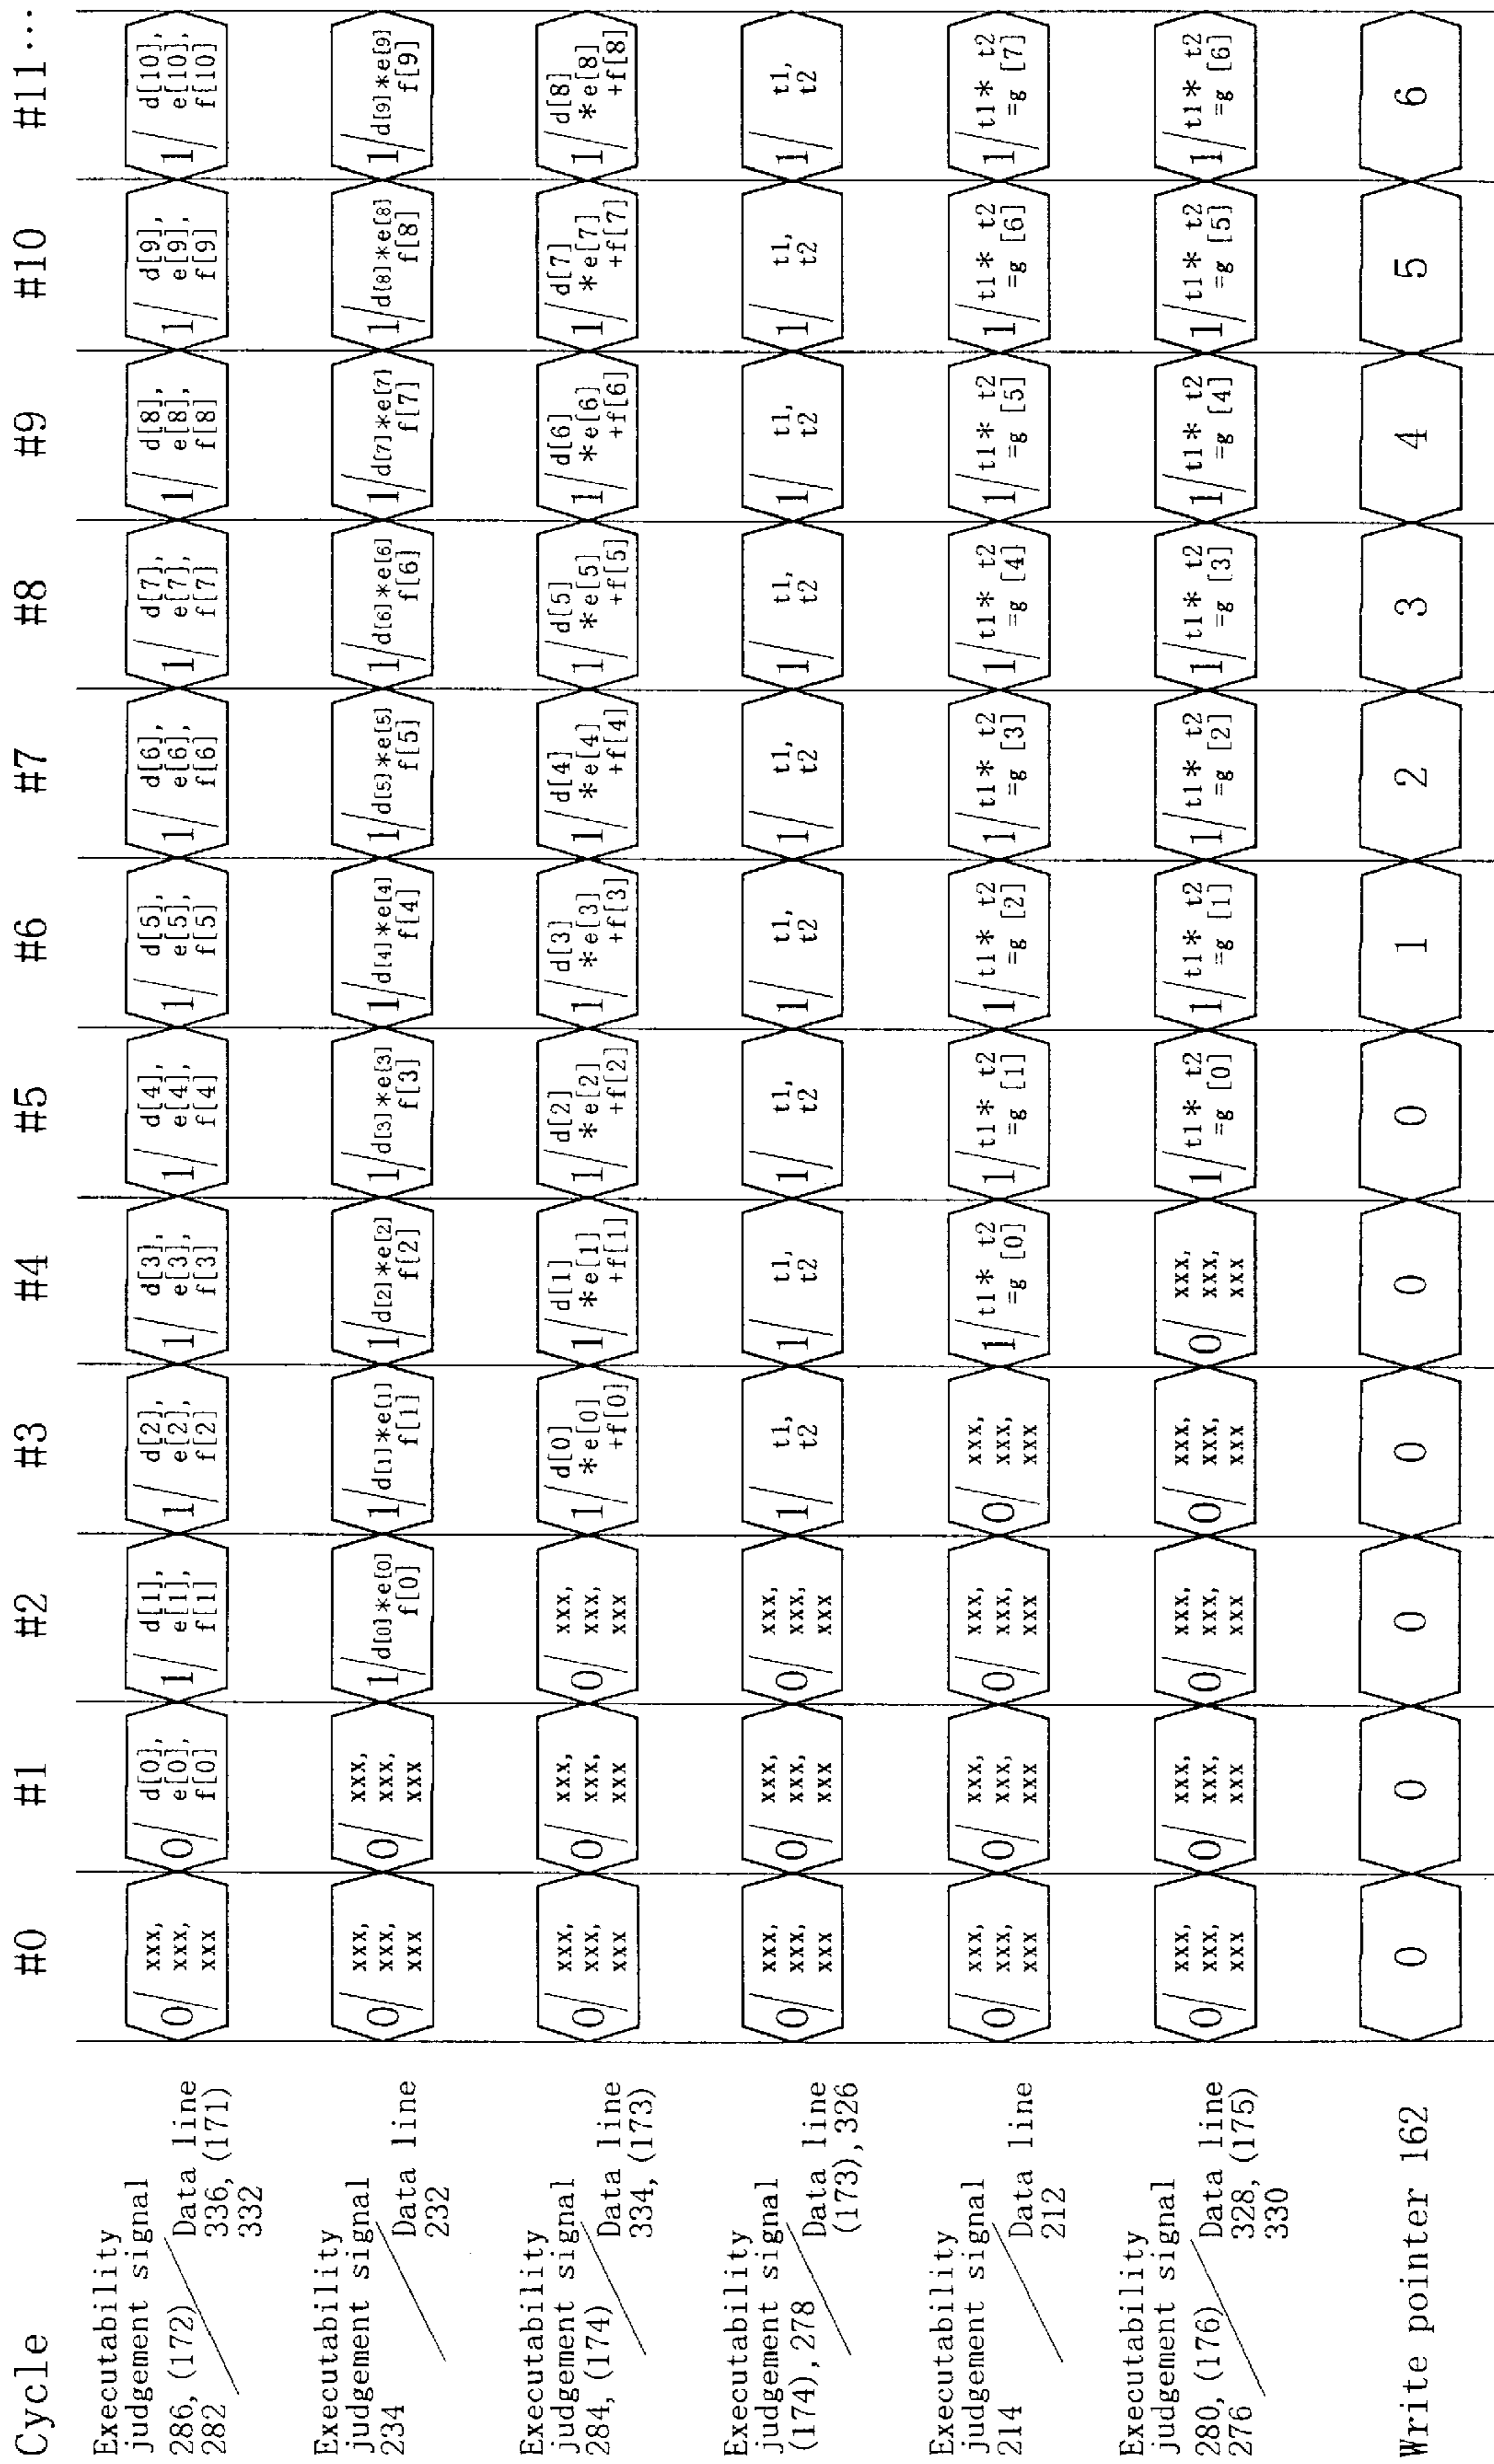 Cycle #0 #1 #2 #3 #4 #5 #6 #7 #8 #9 #10 #11 ···
Executability
judgement signal
286, (172)
282
Data line
336, (171)
332
0 xxx, xxx, xxx
0 d[0], e[0], f[0]
1 d[1], e[1], f[1]
1 d[2], e[2], f[2]
1 d[3], e[3], f[3]
1 d[4], e[4], f[4]
1 d[5], e[5], f[5]
1 d[6], e[6], f[6]
1 d[7], e[7], f[7]
1 d[8], e[8], f[8]
1 d[9], e[9], f[9]
1 d[10], e[10], f[10]
Executability
judgement signal
234
Data line
232
0 xxx, xxx, xxx
0 xxx, xxx, xxx
1 d[0]*e[0] f[0]
1 d[1]*e[1] f[1]
1 d[2]*e[2] f[2]
1 d[3]*e[3] f[3]
1 d[4]*e[4] f[4]
1 d[5]*e[5] f[5]
1 d[6]*e[6] f[6]
1 d[7]*e[7] f[7]
1 d[8]*e[8] f[8]
1 d[9]*e[9] f[9]
Executability
judgement signal
284, (174)
Data line
334, (173)
0 xxx, xxx, xxx
0 xxx, xxx, xxx
0 xxx, xxx, xxx
1 d[0] *e[0] +f[0]
1 d[1] *e[1] +f[1]
1 d[2] *e[2] +f[2]
1 d[3] *e[3] +f[3]
1 d[4] *e[4] +f[4]
1 d[5] *e[5] +f[5]
1 d[6] *e[6] +f[6]
1 d[7] *e[7] +f[7]
1 d[8] *e[8] +f[8]
Executability
judgement signal
(174), 278
Data line
(173), 326
0 xxx, xxx, xxx
0 xxx, xxx, xxx
0 xxx, xxx, xxx
1 t1, t2
1 t1, t2
1 t1, t2
1 t1, t2
1 t1, t2
1 t1, t2
1 t1, t2
1 t1, t2
1 t1, t2
Executability
judgement signal
214
Data line
212
0 xxx, xxx, xxx
0 xxx, xxx, xxx
0 xxx, xxx, xxx
0 xxx, xxx, xxx
1 t1* t2 =g [0]
1 t1* t2 =g [1]
1 t1* t2 =g [2]
1 t1* t2 =g [3]
1 t1* t2 =g [4]
1 t1* t2 =g [5]
1 t1* t2 =g [6]
1 t1* t2 =g [7]
Executability
judgement signal
280, (176)
276
Data line
328, (175)
330
0 xxx, xxx, xxx
0 xxx, xxx, xxx
0 xxx, xxx, xxx
0 xxx, xxx, xxx
0 xxx, xxx, xxx
1 t1* t2 =g [0]
1 t1* t2 =g [1]
1 t1* t2 =g [2]
1 t1* t2 =g [3]
1 t1* t2 =g [4]
1 t1* t2 =g [5]
1 t1* t2 =g [6]
Write pointer 162 0 0 0 0 0 0 1 2 3 4 5 6